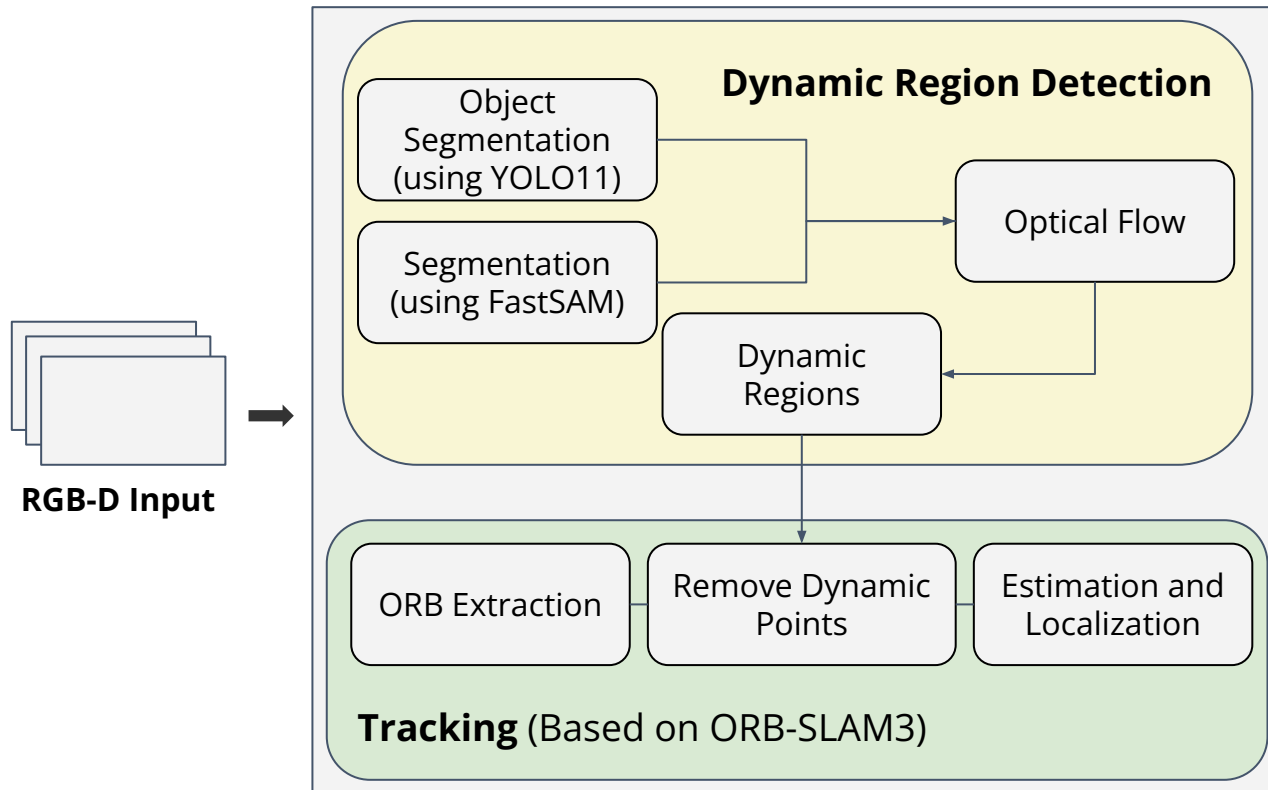 Dynamic Region Detection
Object
Segmentation
(using YOLO11)
Segmentation
(using FastSAM)
Optical Flow
Dynamic
Regions
RGB-D Input
ORB Extraction
Remove Dynamic
Points
Estimation and
Localization
Tracking (Based on ORB-SLAM3)